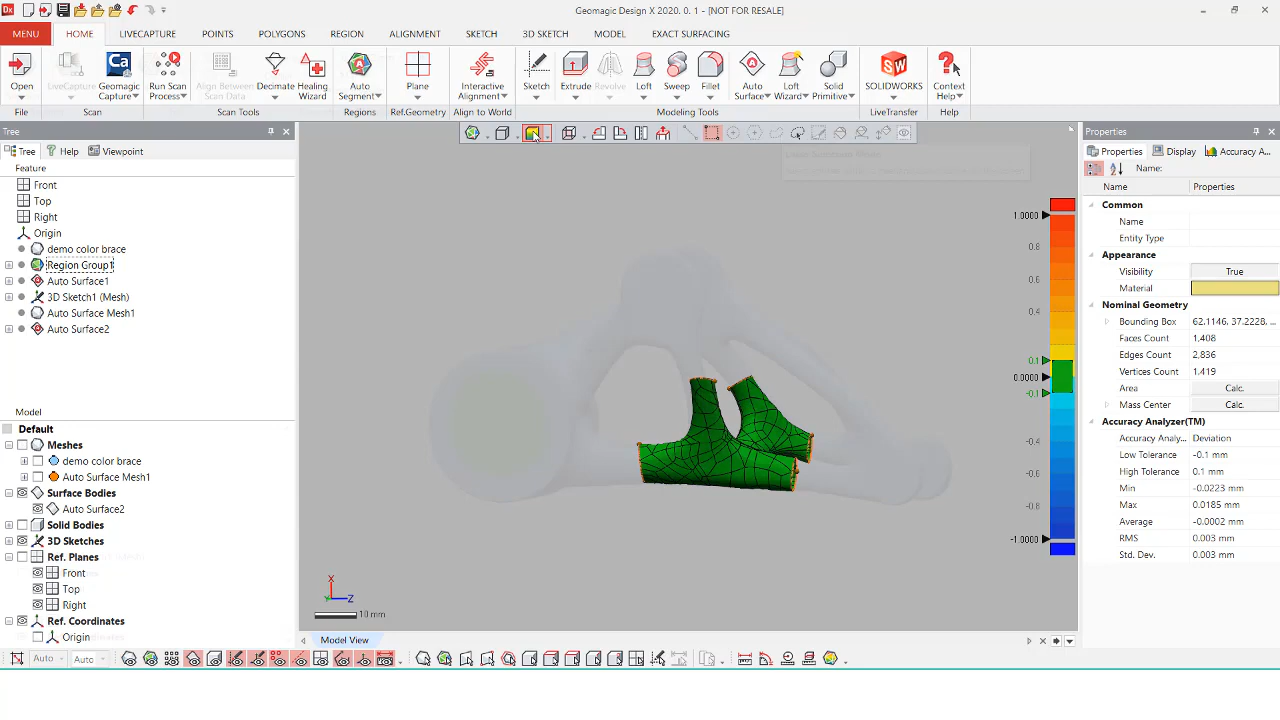 Geomagic Design X 2020. 0. 1 - [NOT FOR RESALE]
MENU HOME LIVECAPTURE POINTS POLYGONS REGION ALIGNMENT SKETCH 3D SKETCH MODEL EXACT SURFACING
Open LiveCapture Geomagic Capture Run Scan Process Align Between Scan Data Decimate Healing Wizard Auto Segment Plane Interactive Alignment Sketch Extrude Revolve Loft Sweep Fillet Auto Surface Loft Wizard Solid Primitive SOLIDWORKS Context Help
File Scan Scan Tools Regions Ref.Geometry Align to World Modeling Tools LiveTransfer Help
Tree
Tree Help Viewpoint
Feature
Front
Top
Right
Origin
demo color brace
Region Group1
Auto Surface1
3D Sketch1 (Mesh)
Auto Surface Mesh1
Auto Surface2
Model
Default
Meshes
demo color brace
Auto Surface Mesh1
Surface Bodies
Auto Surface2
Solid Bodies
3D Sketches
Ref. Planes
Front
Top
Right
Ref. Coordinates
Origin
1.0000
0.8
0.6
0.4
0.1
0.0000
-0.1
-0.4
-0.6
-0.8
-1.0000
X
Y Z
10 mm
Model View
Auto Auto
Properties
Properties Display Accuracy A...
Name:
Name Properties
Common
Name
Entity Type
Appearance
Visibility True
Material
Nominal Geometry
Bounding Box 62.1146, 37.2228, ...
Faces Count 1,408
Edges Count 2,836
Vertices Count 1,419
Area Calc.
Mass Center Calc.
Accuracy Analyzer(TM)
Accuracy Analy... Deviation
Low Tolerance -0.1 mm
High Tolerance 0.1 mm
Min -0.0223 mm
Max 0.0185 mm
Average -0.0002 mm
RMS 0.003 mm
Std. Dev. 0.003 mm